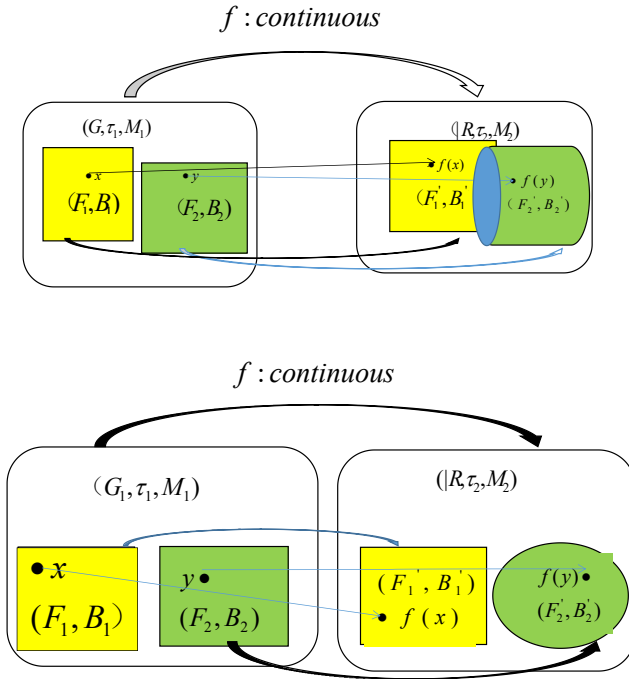 f : continuous
(G, τ₁, M₁)
(|R, τ₂, M₂)
x
y
f(x)
f(y)
(F₁, B₁)
(F₂, B₂)
(F₁', B₁')
(F₂', B₂')
f : continuous
(G₁, τ₁, M₁)
(|R, τ₂, M₂)
x
y
(F₁', B₁')
f(y)
(F₁, B₁)
(F₂, B₂)
f(x)
(F₂', B₂')